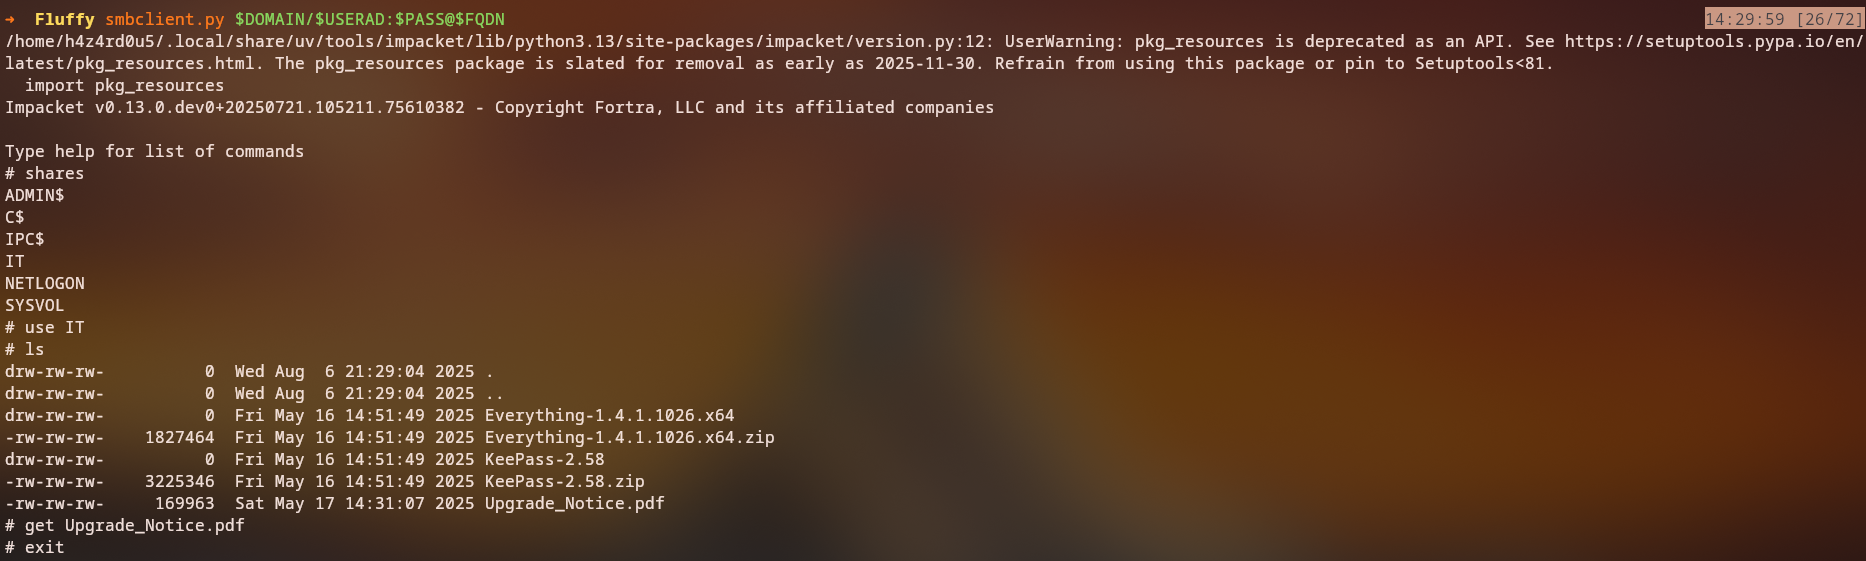 →  Fluffy smbclient.py $DOMAIN/$USERAD:$PASS@$FQDN 14:29:59 [26/72]
/home/h4z4rd0u5/.local/share/uv/tools/impacket/lib/python3.13/site-packages/impacket/version.py:12: UserWarning: pkg_resources is deprecated as an API. See https://setuptools.pypa.io/en/
latest/pkg_resources.html. The pkg_resources package is slated for removal as early as 2025-11-30. Refrain from using this package or pin to Setuptools<81.
  import pkg_resources
Impacket v0.13.0.dev0+20250721.105211.75610382 - Copyright Fortra, LLC and its affiliated companies

Type help for list of commands
# shares
ADMIN$
C$
IPC$
IT
NETLOGON
SYSVOL
# use IT
# ls
drw-rw-rw-          0  Wed Aug  6 21:29:04 2025 .
drw-rw-rw-          0  Wed Aug  6 21:29:04 2025 ..
drw-rw-rw-          0  Fri May 16 14:51:49 2025 Everything-1.4.1.1026.x64
-rw-rw-rw-    1827464  Fri May 16 14:51:49 2025 Everything-1.4.1.1026.x64.zip
drw-rw-rw-          0  Fri May 16 14:51:49 2025 KeePass-2.58
-rw-rw-rw-    3225346  Fri May 16 14:51:49 2025 KeePass-2.58.zip
-rw-rw-rw-     169963  Sat May 17 14:31:07 2025 Upgrade_Notice.pdf
# get Upgrade_Notice.pdf
# exit